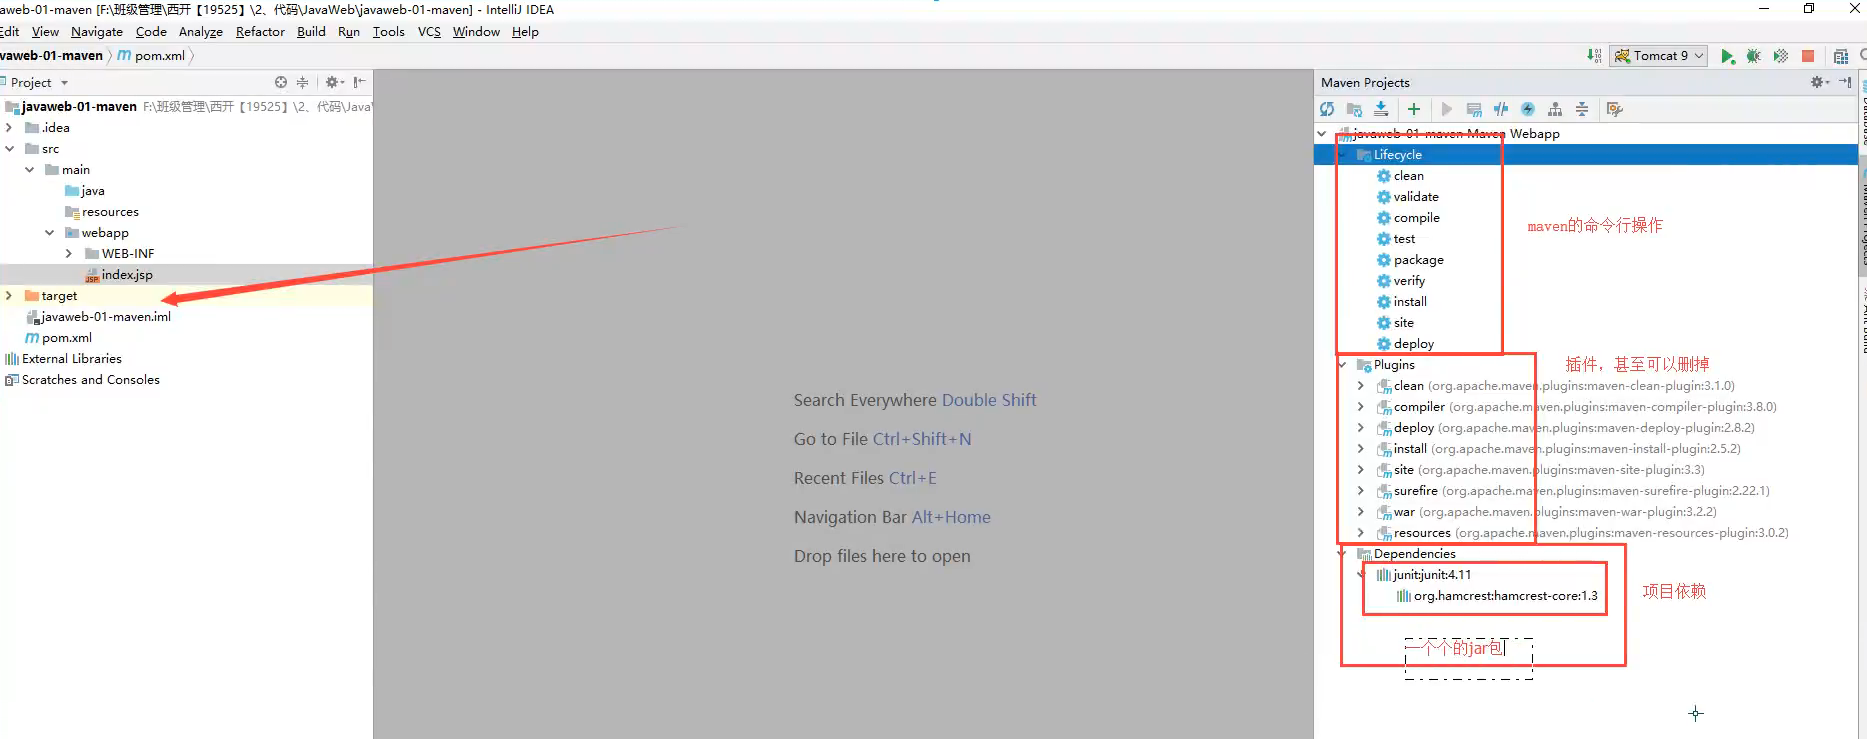 avaweb-01-maven [F:\班级管理\西开【19525】\2、代码\JavaWeb\javaweb-01-maven] - IntelliJ IDEA
Edit View Navigate Code Analyze Refactor Build Run Tools VCS Window Help
vaweb-01-maven pom.xml
Tomcat 9
Project
javaweb-01-maven F:\班级管理\西开【19525】\2、代码\JavaW
.idea
src
main
java
resources
webapp
WEB-INF
index.jsp
target
javaweb-01-maven.iml
pom.xml
External Libraries
Scratches and Consoles
Search Everywhere Double Shift
Go to File Ctrl+Shift+N
Recent Files Ctrl+E
Navigation Bar Alt+Home
Drop files here to open
Maven Projects
javaweb-01-maven Maven Webapp
Lifecycle
clean
validate
compile
test
package
verify
install
site
deploy
maven的命令行操作
Plugins
插件，甚至可以删掉
clean (org.apache.maven.plugins:maven-clean-plugin:3.1.0)
compiler (org.apache.maven.plugins:maven-compiler-plugin:3.8.0)
deploy (org.apache.maven.plugins:maven-deploy-plugin:2.8.2)
install (org.apache.maven.plugins:maven-install-plugin:2.5.2)
site (org.apache.maven.plugins:maven-site-plugin:3.3)
surefire (org.apache.maven.plugins:maven-surefire-plugin:2.22.1)
war (org.apache.maven.plugins:maven-war-plugin:3.2.2)
resources (org.apache.maven.plugins:maven-resources-plugin:3.0.2)
Dependencies
junit:junit:4.11
org.hamcrest:hamcrest-core:1.3
项目依赖
一个个的jar包